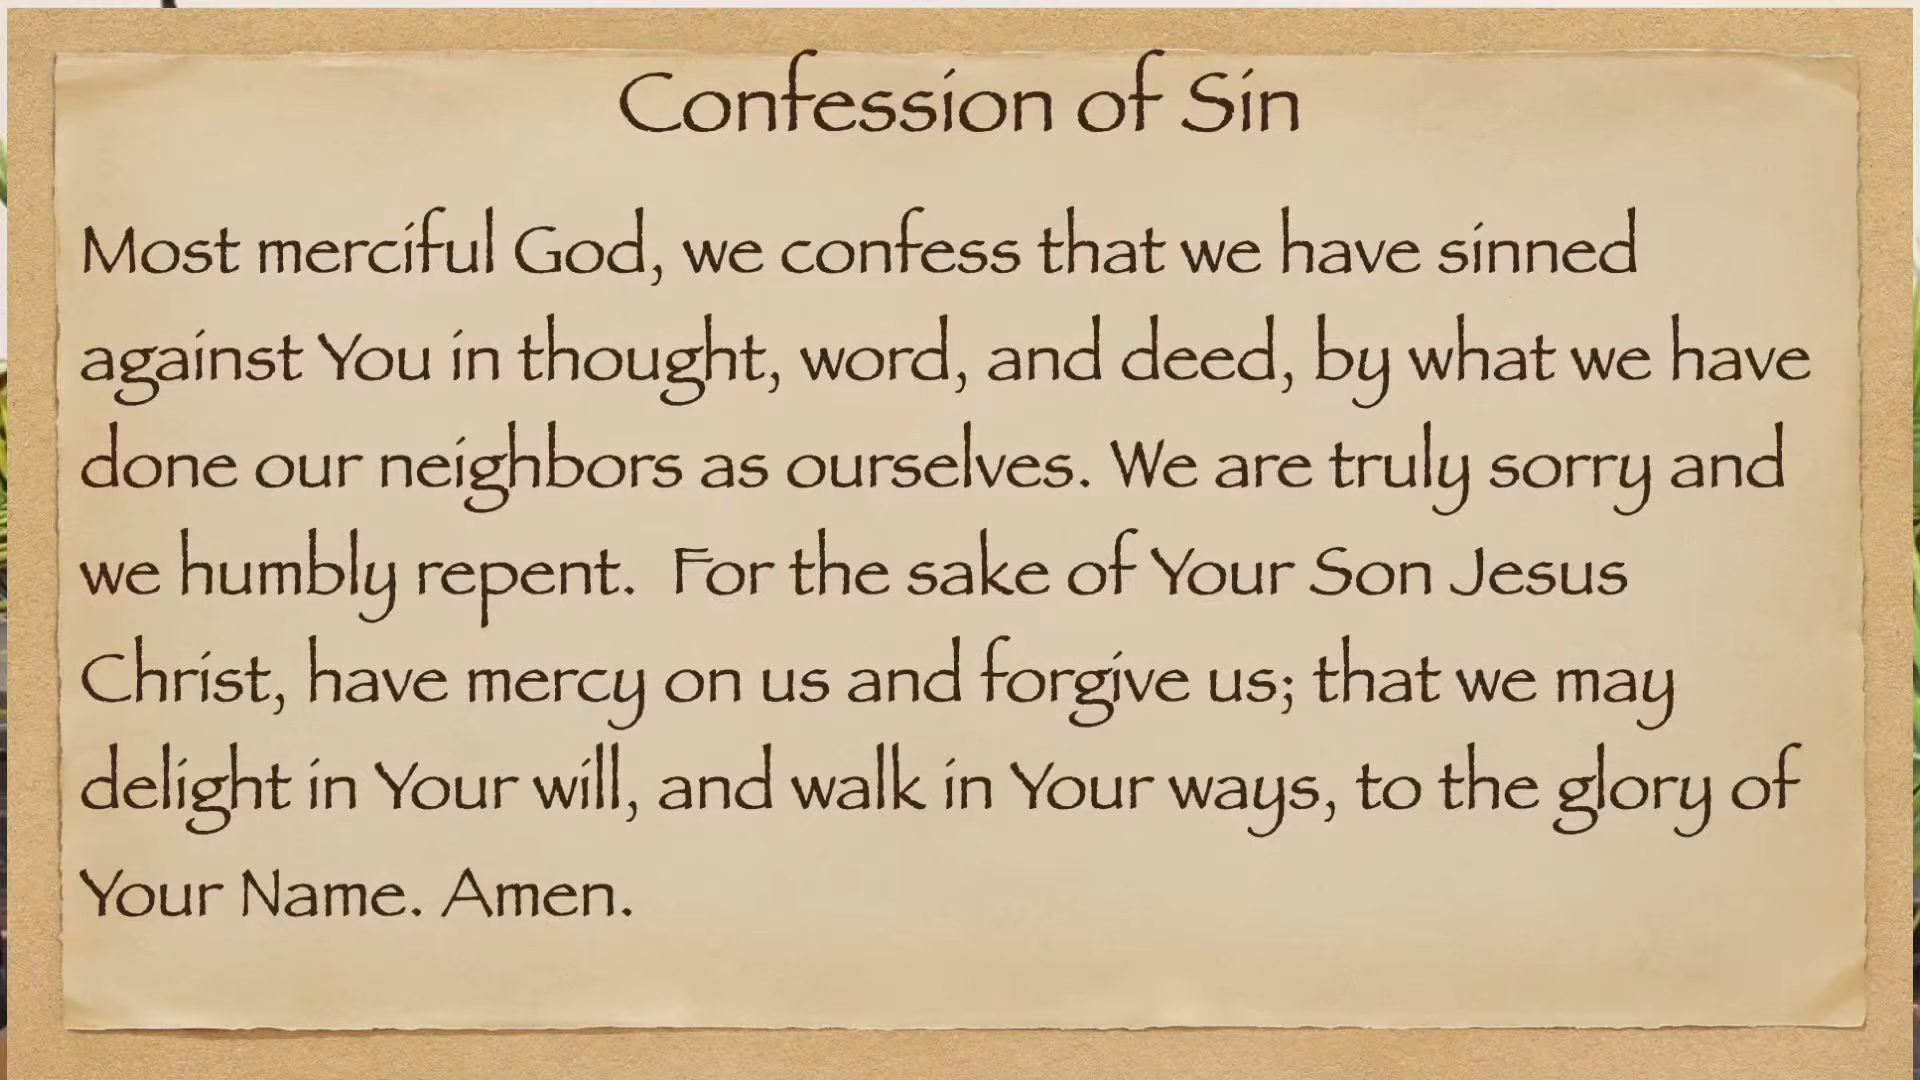 Confession of Sin
Most merciful God, we confess that we have sinned
against You in thought, word, and deed, by what we have
done our neighbors as ourselves. We are truly sorry and
we humbly repent.  For the sake of Your Son Jesus
Christ, have mercy on us and forgive us; that we may
delight in Your will, and walk in Your ways, to the glory of
Your Name. Amen.